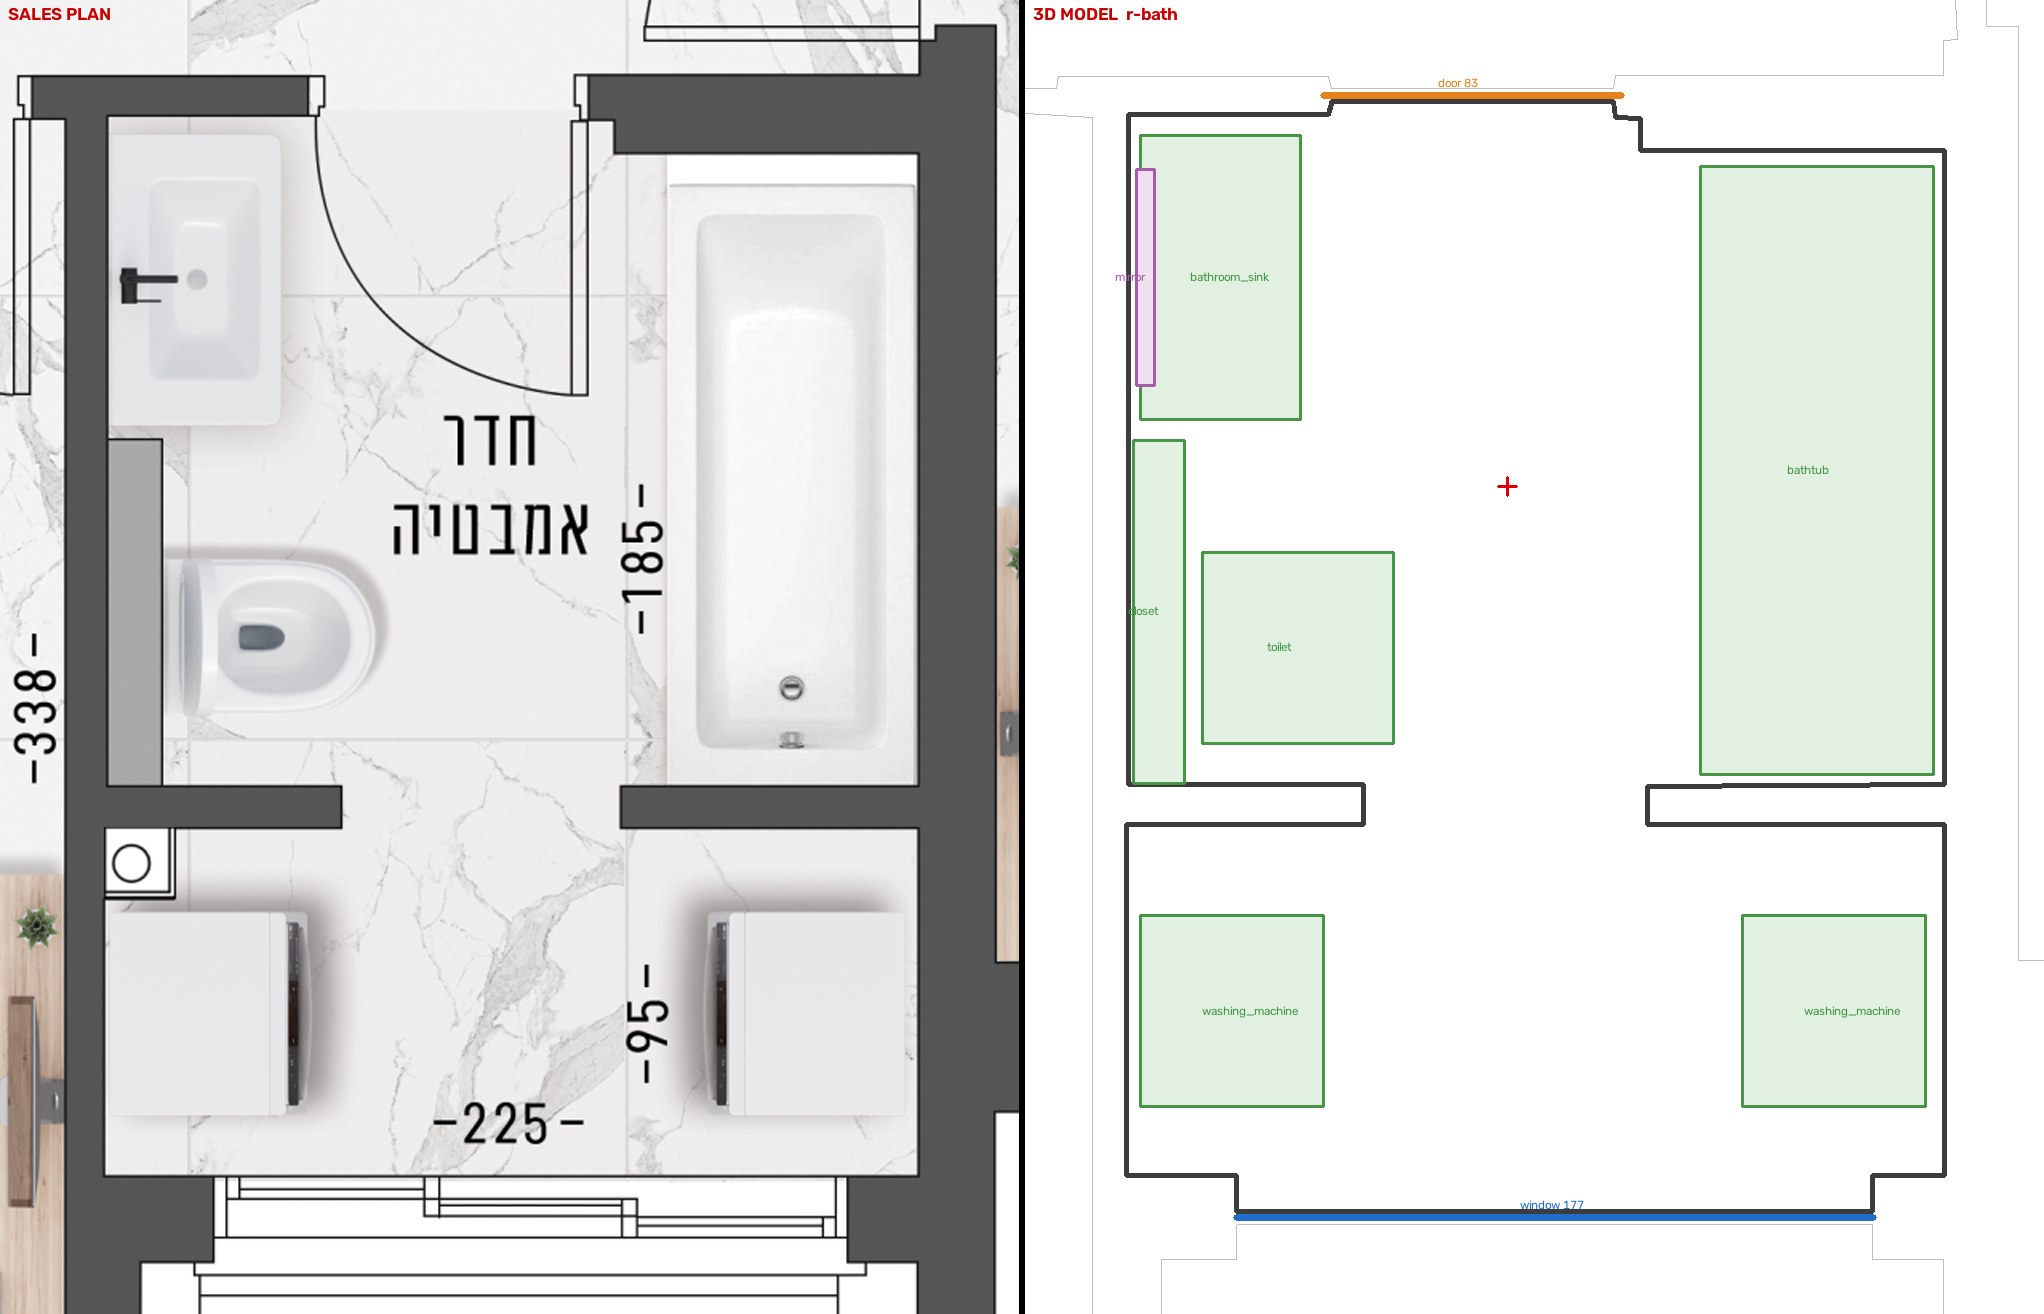 SALES PLAN
חדר
אמבטיה
-185-
-338-
-95-
-225-
3D MODEL r-bath
door 83
mirror
bathroom_sink
bathtub
closet
toilet
washing_machine
washing_machine
window 177